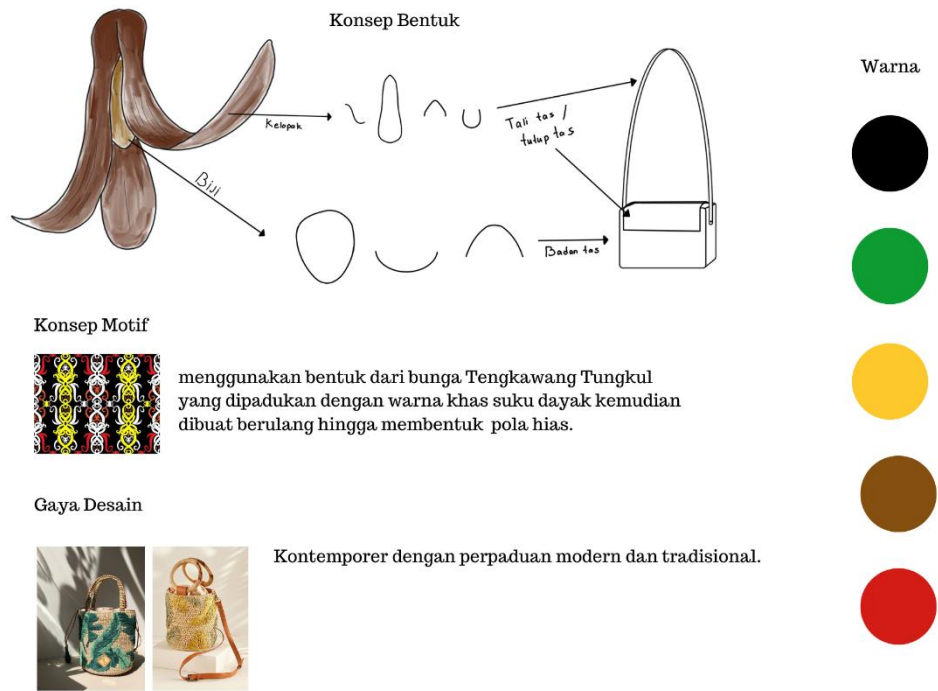 Konsep Bentuk
Warna
Kelopak
Tali tas /
tutup tas
Biji
Badan tas
Konsep Motif
menggunakan bentuk dari bunga Tengkawang Tungkul
yang dipadukan dengan warna khas suku dayak kemudian
dibuat berulang hingga membentuk pola hias.
Gaya Desain
Kontemporer dengan perpaduan modern dan tradisional.